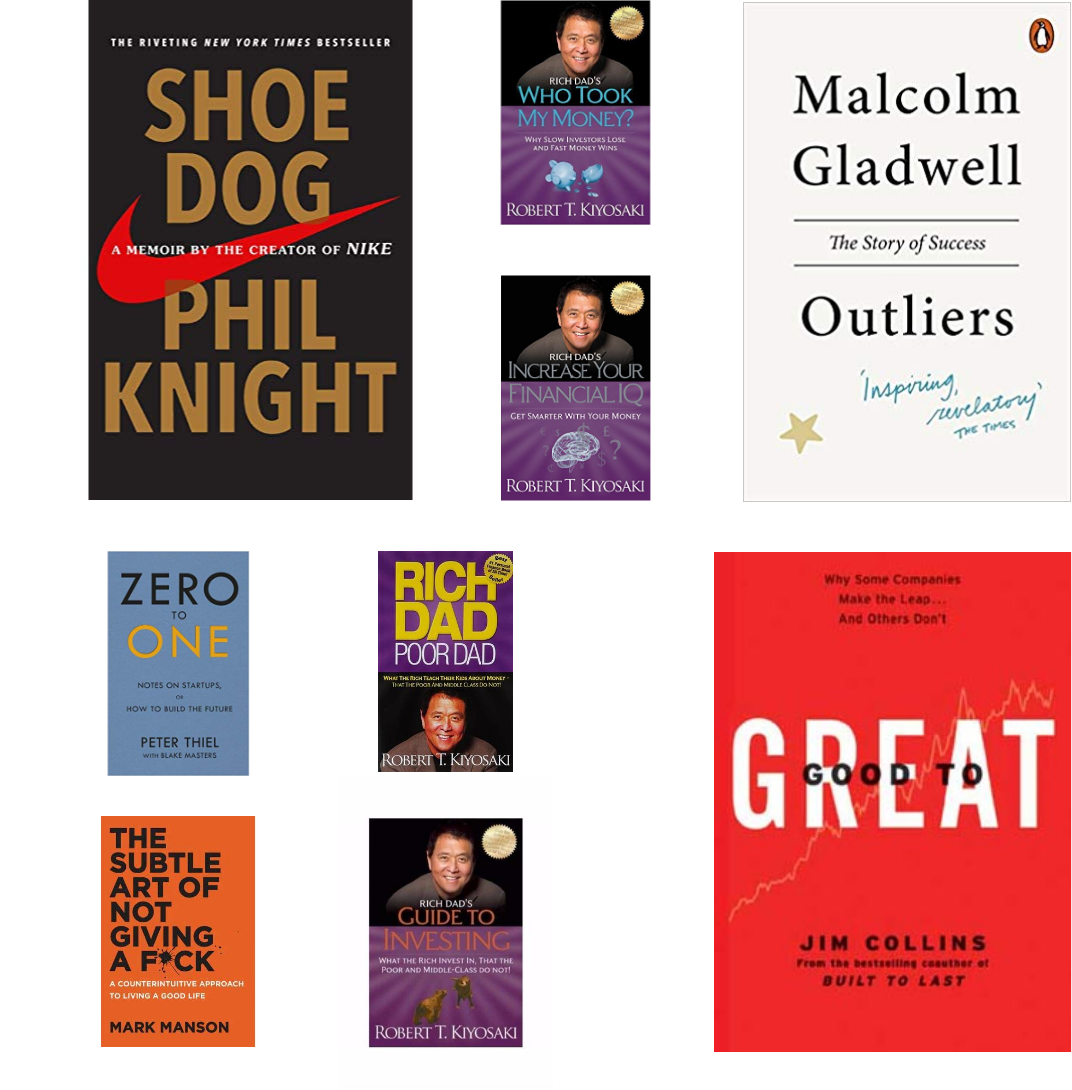 THE RIVETING NEW YORK TIMES BESTSELLER
SHOE
DOG
A MEMOIR BY THE CREATOR OF NIKE
PHIL
KNIGHT
RICH DAD'S
WHO TOOK
MY MONEY?
WHY SLOW INVESTORS LOSE
AND FAST MONEY WINS
ROBERT T. KIYOSAKI
RICH DAD'S
INCREASE YOUR
FINANCIAL IQ
GET SMARTER WITH YOUR MONEY
ROBERT T. KIYOSAKI
Malcolm
Gladwell
The Story of Success
Outliers
'Inspiring,
revelatory'
THE TIMES
ZERO
TO
ONE
NOTES ON STARTUPS,
OR
HOW TO BUILD THE FUTURE
PETER THIEL
WITH BLAKE MASTERS
RICH
DAD
POOR DAD
WHAT THE RICH TEACH THEIR KIDS ABOUT MONEY –
THAT THE POOR AND MIDDLE CLASS DO NOT!
ROBERT T. KIYOSAKI
THE
SUBTLE
ART OF
NOT
GIVING
A F*CK
A COUNTERINTUITIVE APPROACH
TO LIVING A GOOD LIFE
MARK MANSON
RICH DAD'S
GUIDE TO
INVESTING
WHAT THE RICH INVEST IN, THAT THE
POOR AND MIDDLE-CLASS DO NOT!
ROBERT T. KIYOSAKI
Why Some Companies
Make the Leap...
And Others Don't
GOOD TO
GREAT
JIM COLLINS
From the bestselling coauthor of
BUILT TO LAST